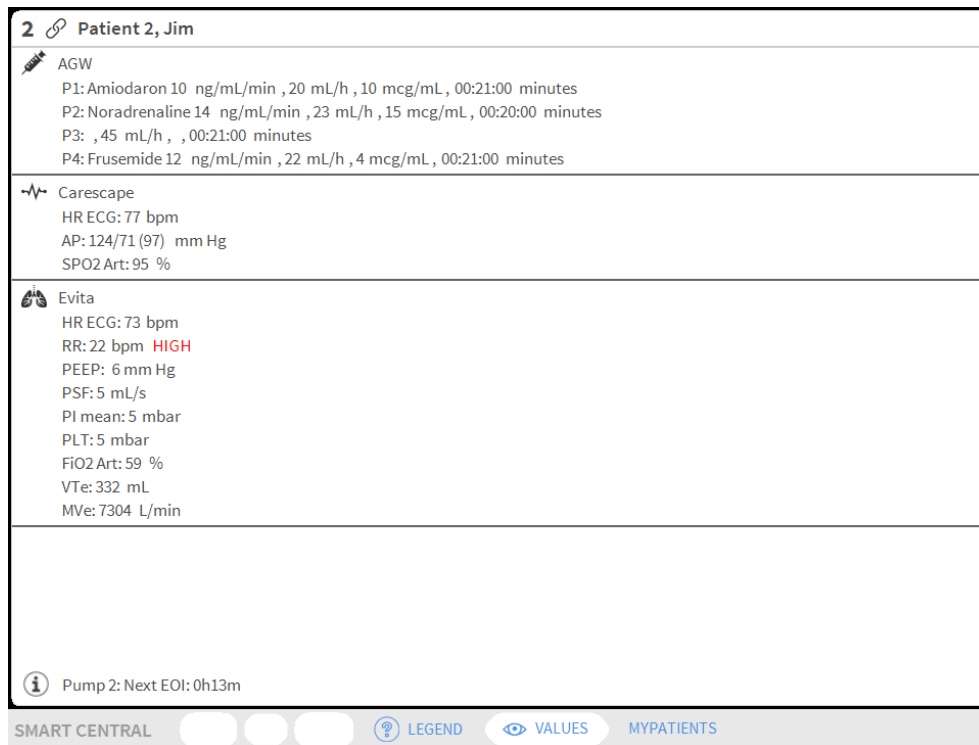 2 Patient 2, Jim
AGW
P1: Amiodaron 10 ng/mL/min , 20 mL/h , 10 mcg/mL , 00:21:00 minutes
P2: Noradrenaline 14 ng/mL/min , 23 mL/h , 15 mcg/mL , 00:20:00 minutes
P3: , 45 mL/h , , 00:21:00 minutes
P4: Frusemide 12 ng/mL/min , 22 mL/h , 4 mcg/mL , 00:21:00 minutes
Carescape
HR ECG: 77 bpm
AP: 124/71 (97) mm Hg
SPO2 Art: 95 %
Evita
HR ECG: 73 bpm
RR: 22 bpm HIGH
PEEP: 6 mm Hg
PSF: 5 mL/s
PI mean: 5 mbar
PLT: 5 mbar
FiO2 Art: 59 %
VTe: 332 mL
MVe: 7304 L/min
Pump 2: Next EOI: 0h13m
SMART CENTRAL LEGEND VALUES MYPATIENTS